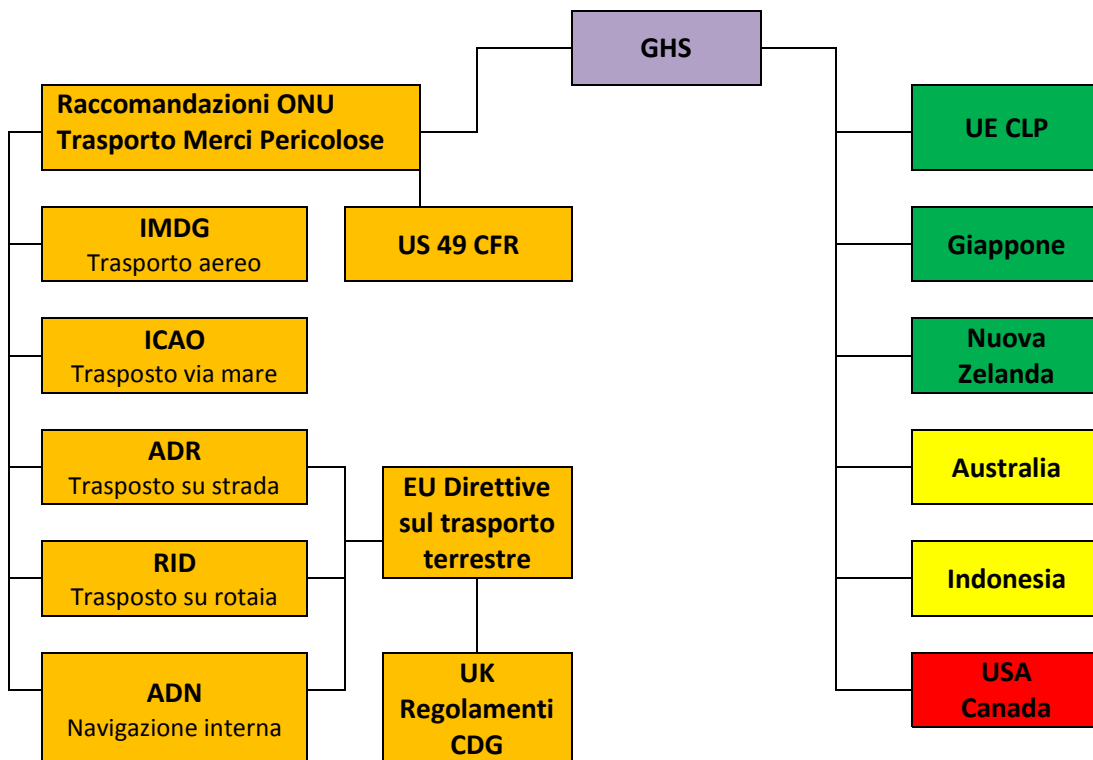 GHS
Raccomandazioni ONU
Trasporto Merci Pericolose
UE CLP
IMDG
Trasporto aereo
US 49 CFR
Giappone
ICAO
Trasposto via mare
Nuova
Zelanda
ADR
Trasposto su strada
EU Direttive
sul trasporto
terrestre
Australia
RID
Trasposto su rotaia
Indonesia
ADN
Navigazione interna
UK
Regolamenti
CDG
USA
Canada